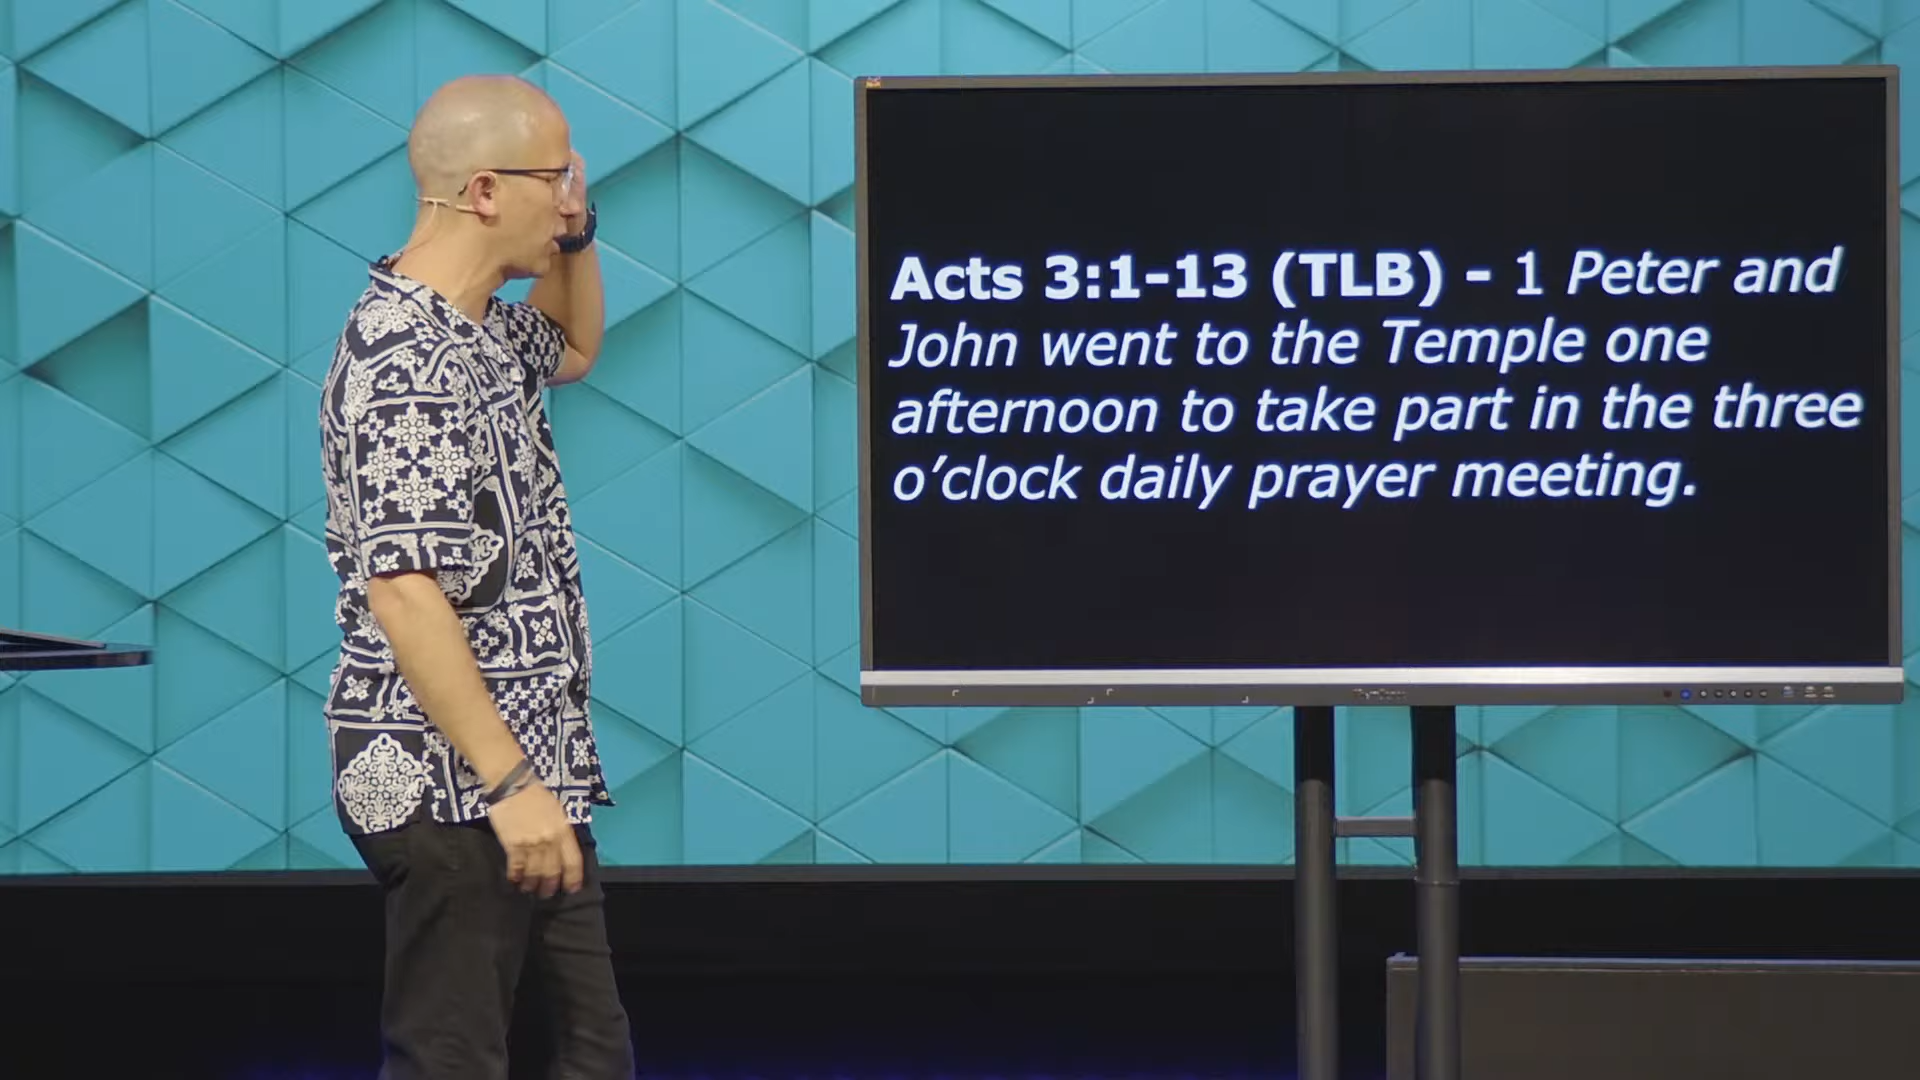 Acts 3:1-13 (TLB) - 1 Peter and
John went to the Temple one
afternoon to take part in the three
o’clock daily prayer meeting.